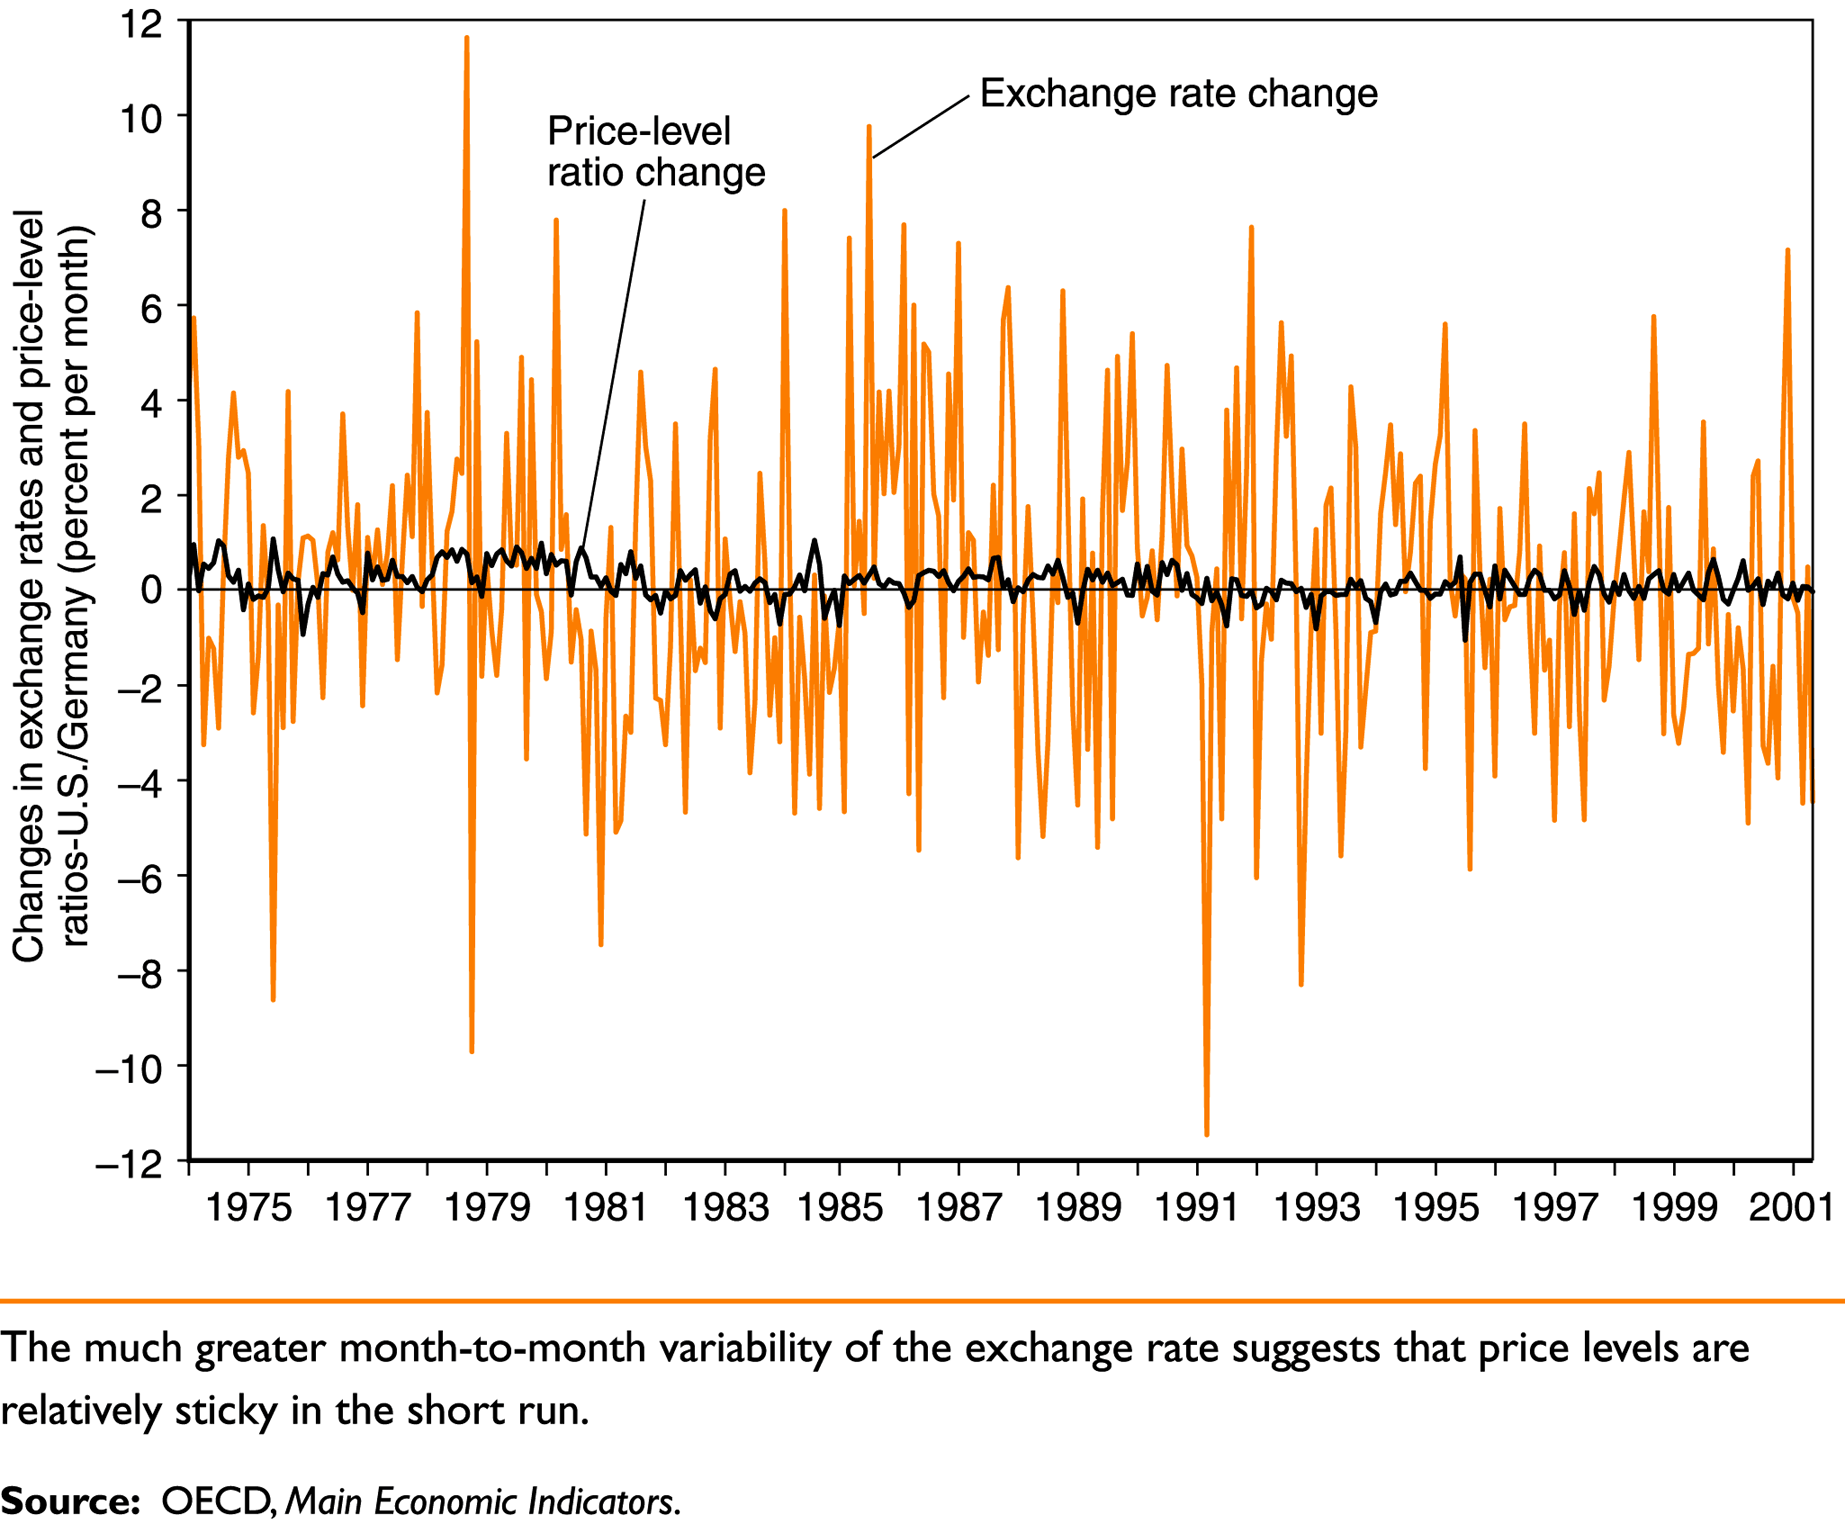 12
10
8
6
4
2
0
–2
–4
–6
–8
–10
–12
Changes in exchange rates and price-level
ratios-U.S./Germany (percent per month)
Exchange rate change
Price-level
ratio change
1975 1977 1979 1981 1983 1985 1987 1989 1991 1993 1995 1997 1999 2001
The much greater month-to-month variability of the exchange rate suggests that price levels are
relatively sticky in the short run.
Source: OECD, Main Economic Indicators.